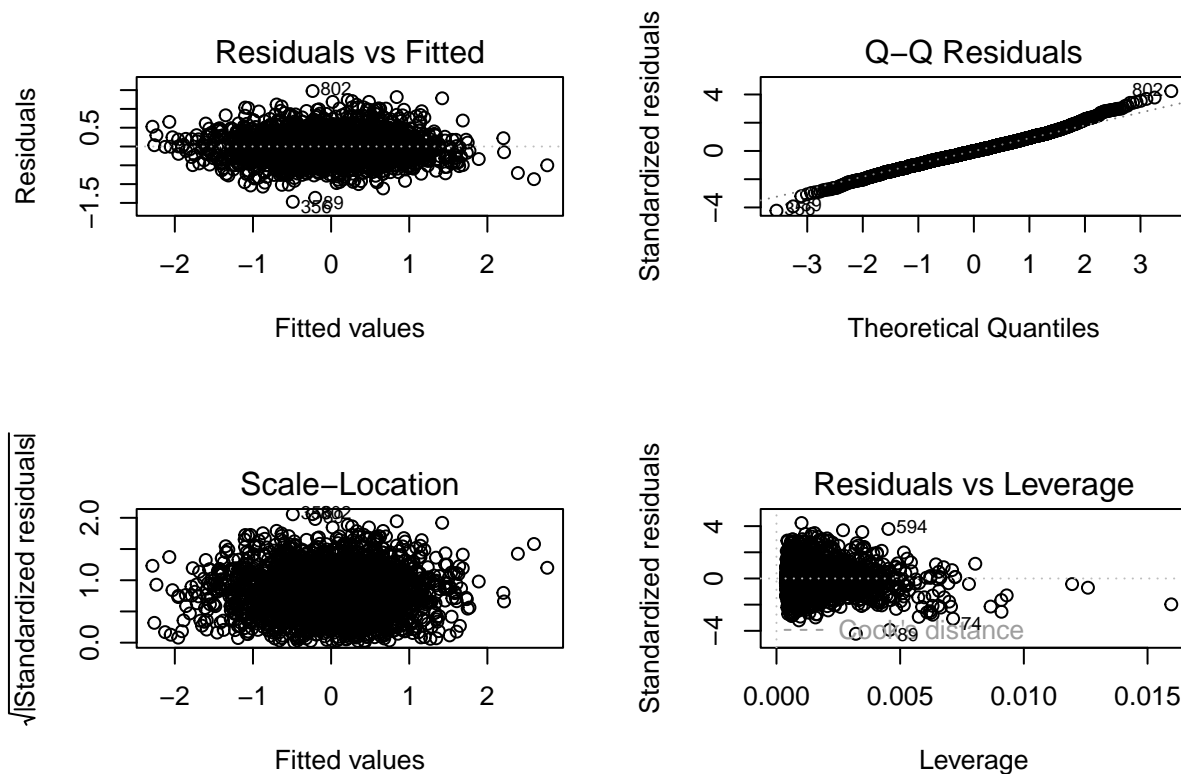 Residuals vs Fitted
Residuals
0.5
−1.5
802
89
−2 −1 0 1 2
Fitted values
Q−Q Residuals
Standardized residuals
4
0
−4
802
−3 −2 −1 0 1 2 3
Theoretical Quantiles
Scale−Location
√|Standardized residuals|
2.0
1.0
0.0
−2 −1 0 1 2
Fitted values
Residuals vs Leverage
Standardized residuals
4
0
−4
594
74
89
Cook's distance
0.000 0.005 0.010 0.015
Leverage